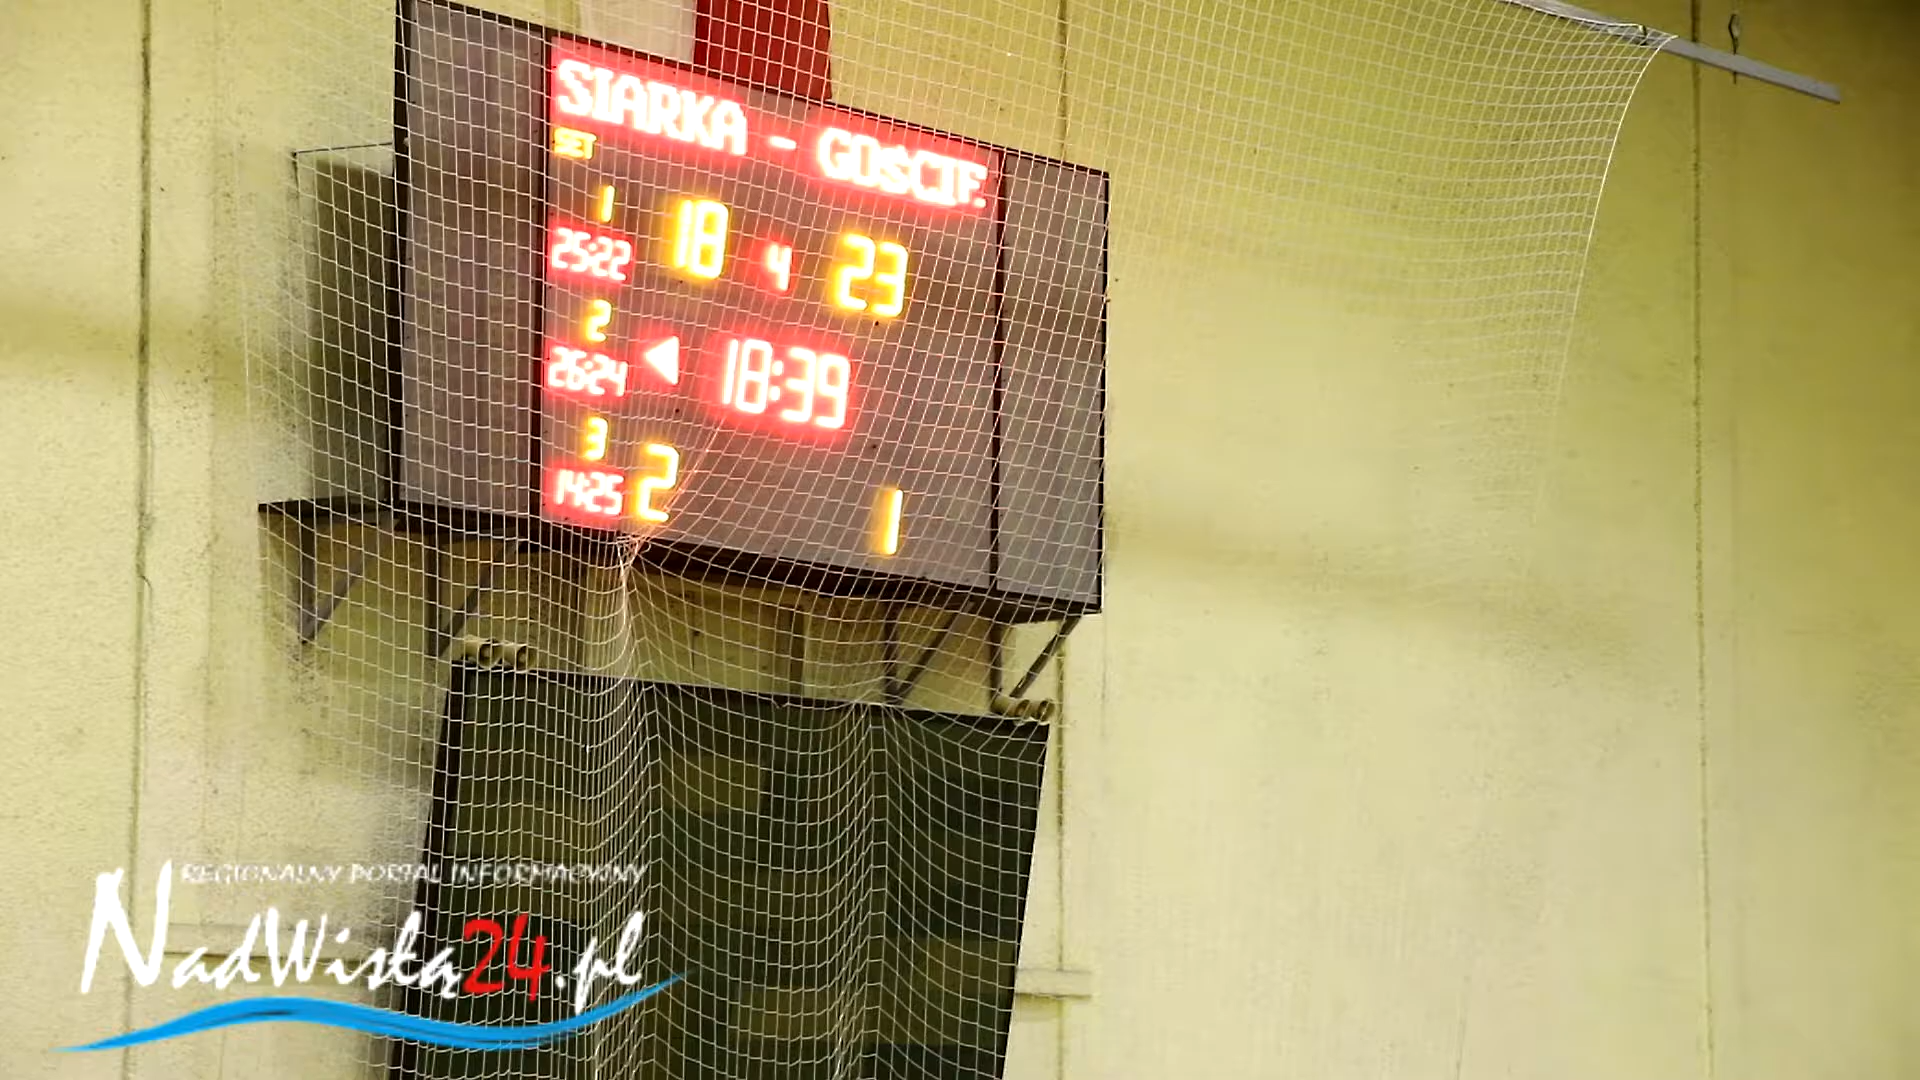 SIARKA - GOŚCIE
SET
1
18 4 23
25:22
2
18:39
26:24
3
2 1
14:25
REGIONALNY PORTAL INFORMACYJNY
NadWisłą24.pl